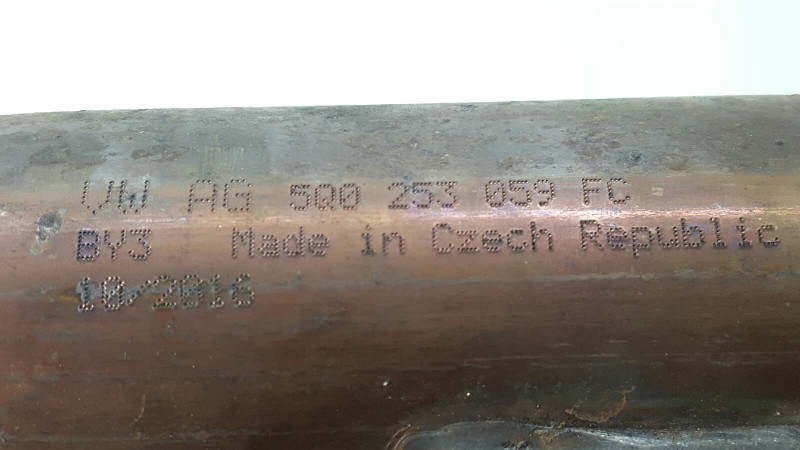 VW AG 5Q0 253 059 FC
BY3 Made in Czech Republic
10/2016